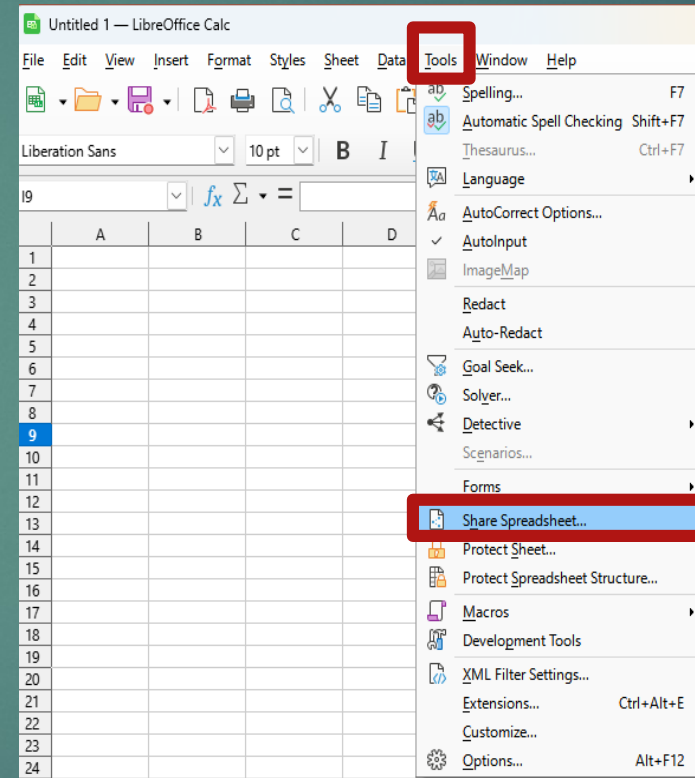 Untitled 1 — LibreOffice Calc
File Edit View Insert Format Styles Sheet Data Tools Window Help
Liberation Sans 10 pt B I
I9 fx Σ =
A B C D
1
2
3
4
5
6
7
8
9
10
11
12
13
14
15
16
17
18
19
20
21
22
23
24
Spelling... F7
Automatic Spell Checking Shift+F7
Thesaurus... Ctrl+F7
Language
AutoCorrect Options...
AutoInput
ImageMap
Redact
Auto-Redact
Goal Seek...
Solver...
Detective
Scenarios...
Forms
Share Spreadsheet...
Protect Sheet...
Protect Spreadsheet Structure...
Macros
Development Tools
XML Filter Settings...
Extensions... Ctrl+Alt+E
Customize...
Options... Alt+F12